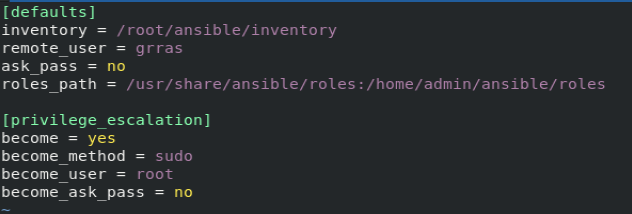 [defaults]
inventory = /root/ansible/inventory
remote_user = grras
ask_pass = no
roles_path = /usr/share/ansible/roles:/home/admin/ansible/roles

[privilege_escalation]
become = yes
become_method = sudo
become_user = root
become_ask_pass = no
~